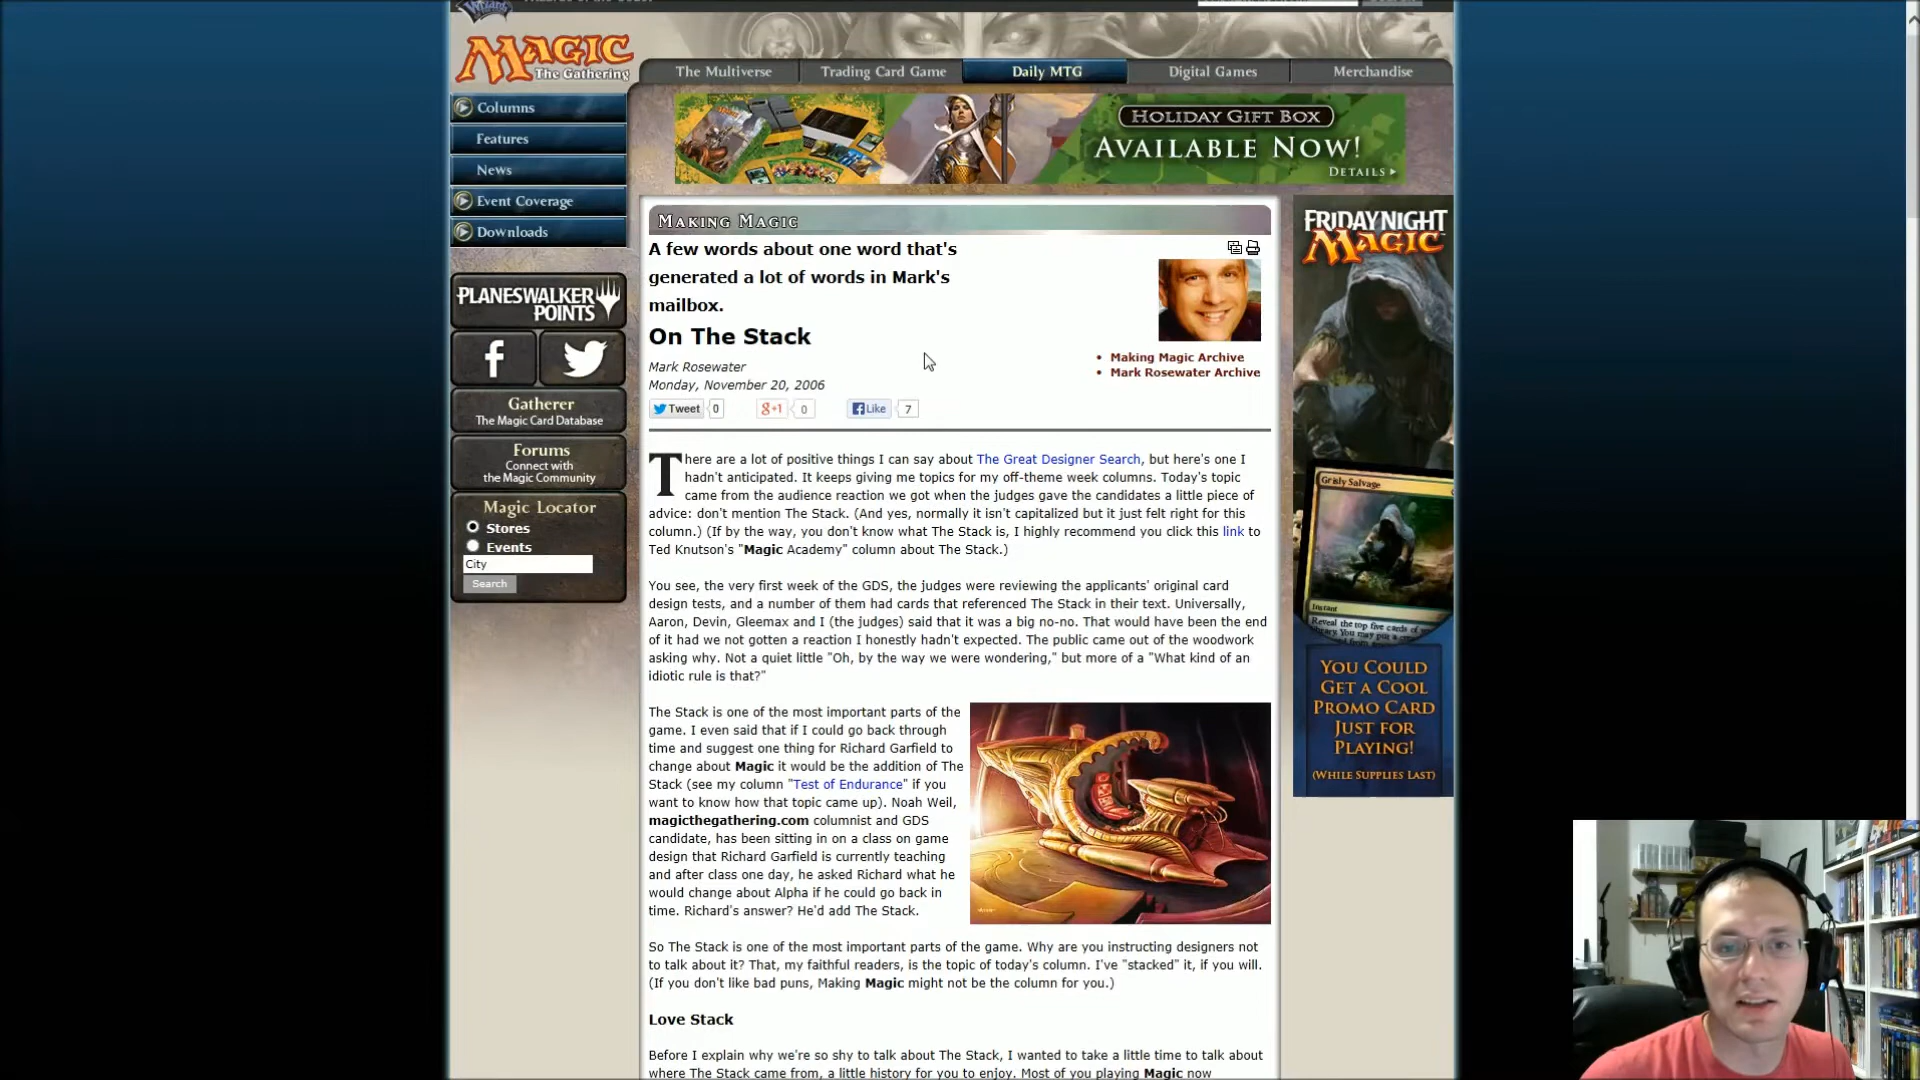 Magic
The Gathering
The Multiverse
Trading Card Game
Daily MTG
Digital Games
Merchandise
Columns
Features
News
Event Coverage
Downloads
Holiday Gift Box
Available Now!
Details
Planeswalker
Points
Gatherer
The Magic Card Database
Forums
Connect with
the Magic Community
Magic Locator
Stores
Events
City
Search
Making Magic
A few words about one word that's
generated a lot of words in Mark's
mailbox.
On The Stack
Mark Rosewater
Monday, November 20, 2006
Tweet 0
+1 0
Like 7
Making Magic Archive
Mark Rosewater Archive
There are a lot of positive things I can say about The Great Designer Search, but here's one I
hadn't anticipated. It keeps giving me topics for my off-theme week columns. Today's topic
came from the audience reaction we got when the judges gave the candidates a little piece of
advice: don't mention The Stack. (And yes, normally it isn't capitalized but it just felt right for this
column.) (If by the way, you don't know what The Stack is, I highly recommend you click this link to
Ted Knutson's "Magic Academy" column about The Stack.)
You see, the very first week of the GDS, the judges were reviewing the applicants' original card
design tests, and a number of them had cards that referenced The Stack in their text. Universally,
Aaron, Devin, Gleemax and I (the judges) said that it was a big no-no. That would have been the end
of it had we not gotten a reaction I honestly hadn't expected. The public came out of the woodwork
asking why. Not a quiet little "Oh, by the way we were wondering," but more of a "What kind of an
idiotic rule is that?"
The Stack is one of the most important parts of the
game. I even said that if I could go back through
time and suggest one thing for Richard Garfield to
change about Magic it would be the addition of The
Stack (see my column "Test of Endurance" if you
want to know how that topic came up). Noah Weil,
magicthegathering.com columnist and GDS
candidate, has been sitting in on a class on game
design that Richard Garfield is currently teaching
and after class one day, he asked Richard what he
would change about Alpha if he could go back in
time. Richard's answer? He'd add The Stack.
So The Stack is one of the most important parts of the game. Why are you instructing designers not
to talk about it? That, my faithful readers, is the topic of today's column. I've "stacked" it, if you will.
(If you don't like bad puns, Making Magic might not be the column for you.)
Love Stack
Before I explain why we're so shy to talk about The Stack, I wanted to take a little time to talk about
where The Stack came from, a little history for you to enjoy. Most of you playing Magic now
Friday Night
Magic
Grisly Salvage
Instant
Reveal the top five cards of
You could
get a cool
promo card
just for
playing!
(While supplies last)